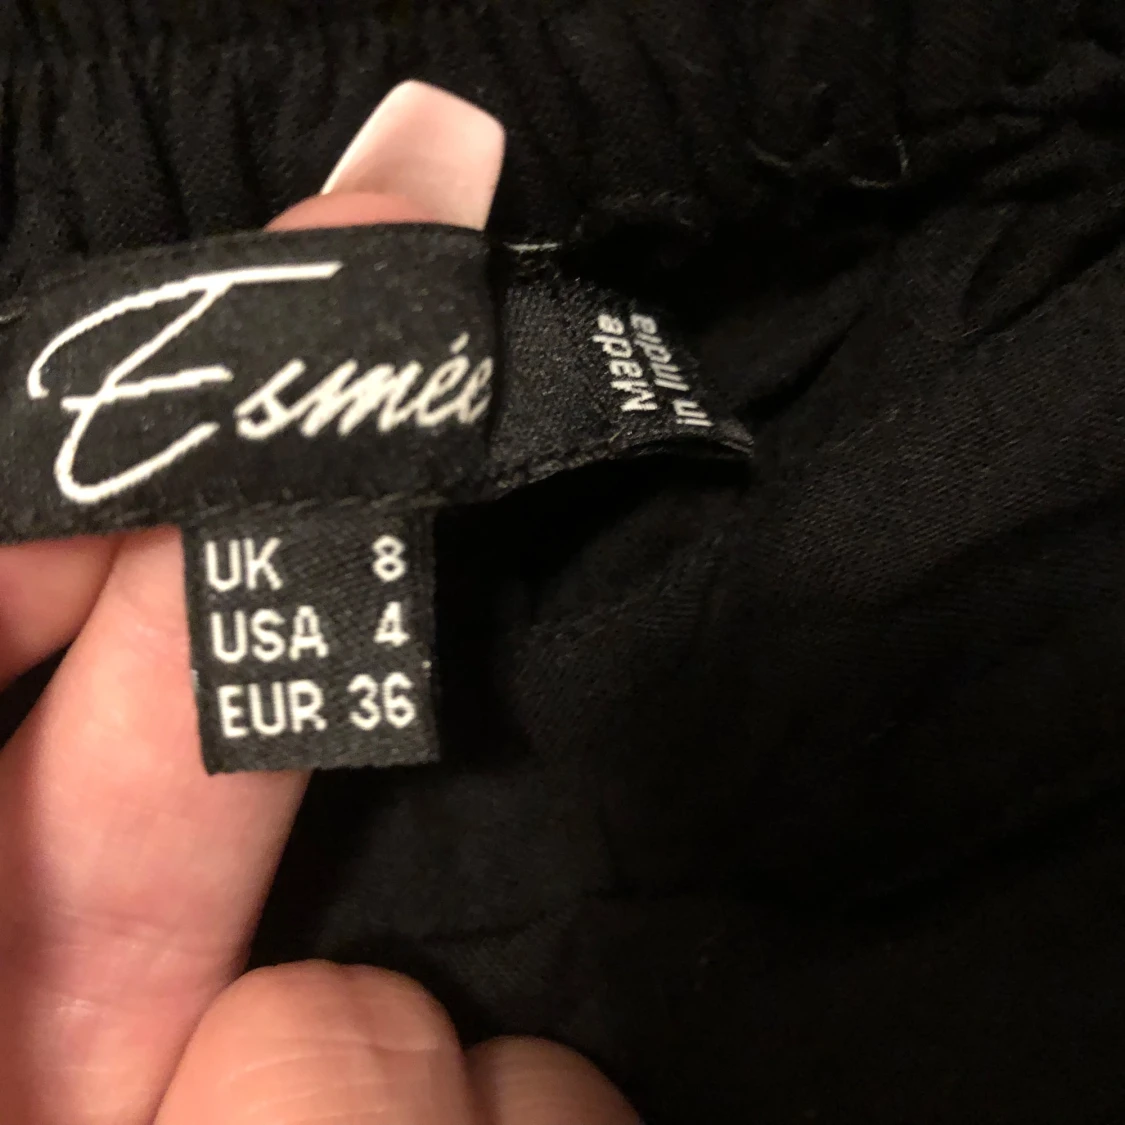 Esmée
Made
in India
UK 8
USA 4
EUR 36